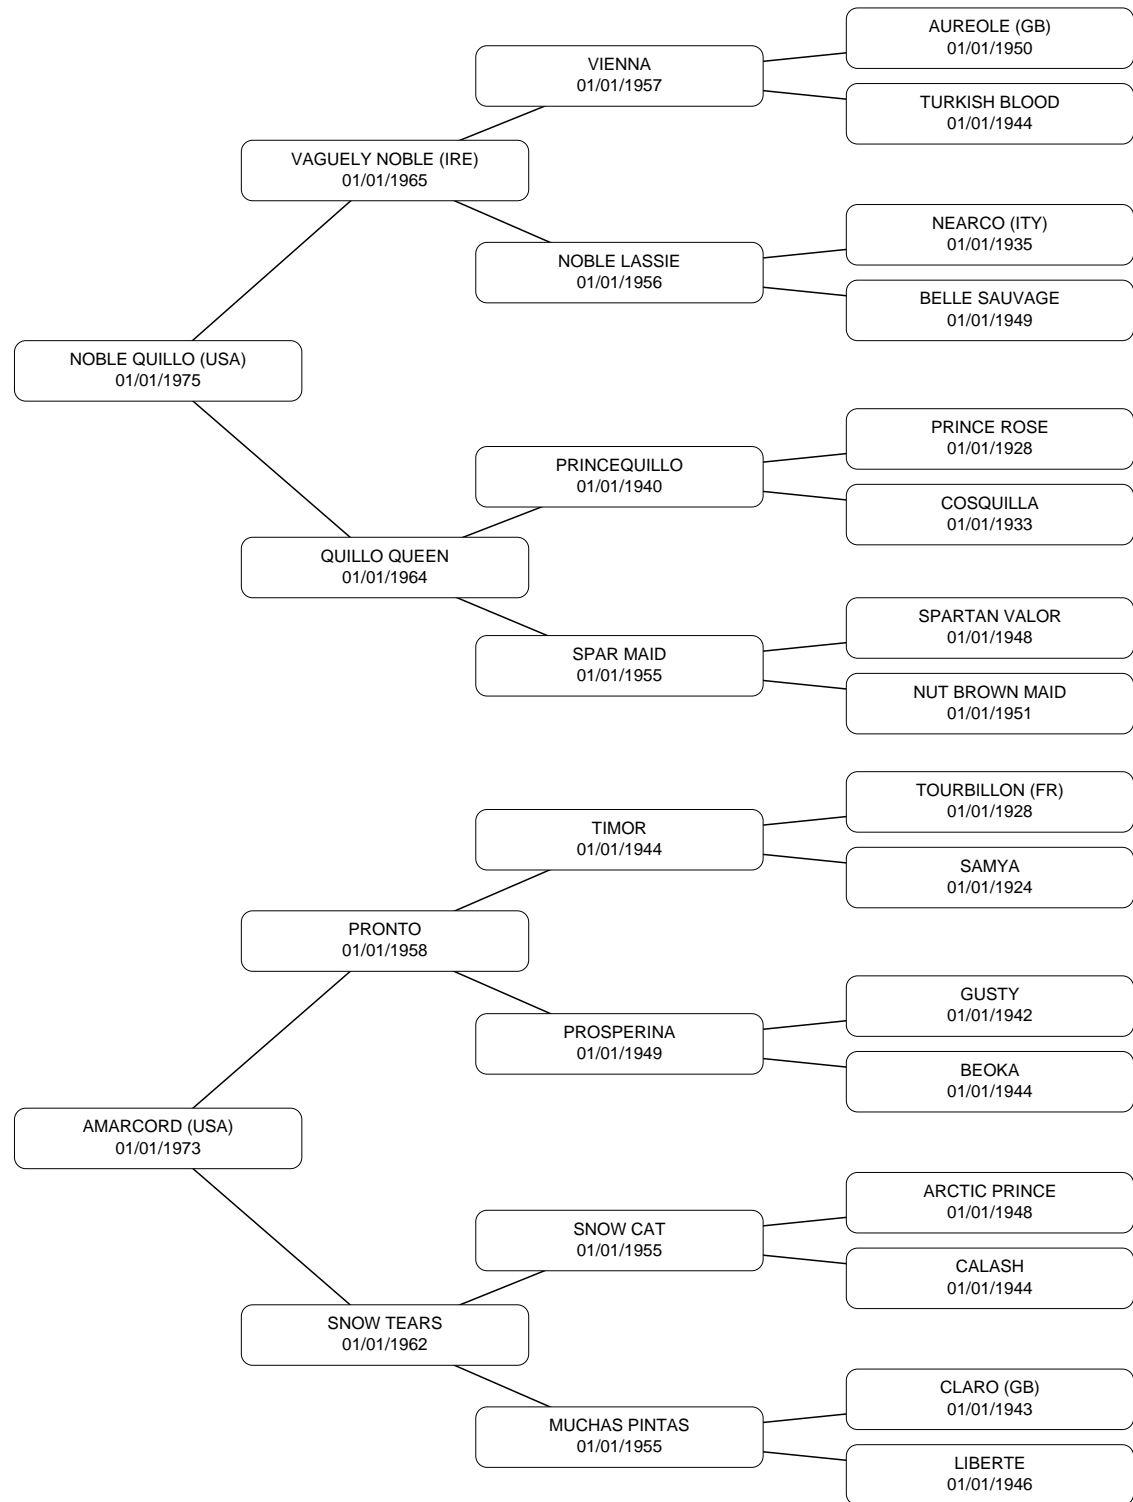 AUREOLE (GB)
01/01/1950
VIENNA
01/01/1957
TURKISH BLOOD
01/01/1944
VAGUELY NOBLE (IRE)
01/01/1965
NEARCO (ITY)
01/01/1935
NOBLE LASSIE
01/01/1956
BELLE SAUVAGE
01/01/1949
NOBLE QUILLO (USA)
01/01/1975
PRINCE ROSE
01/01/1928
PRINCEQUILLO
01/01/1940
COSQUILLA
01/01/1933
QUILLO QUEEN
01/01/1964
SPARTAN VALOR
01/01/1948
SPAR MAID
01/01/1955
NUT BROWN MAID
01/01/1951
TOURBILLON (FR)
01/01/1928
TIMOR
01/01/1944
SAMYA
01/01/1924
PRONTO
01/01/1958
GUSTY
01/01/1942
PROSPERINA
01/01/1949
BEOKA
01/01/1944
AMARCORD (USA)
01/01/1973
ARCTIC PRINCE
01/01/1948
SNOW CAT
01/01/1955
CALASH
01/01/1944
SNOW TEARS
01/01/1962
CLARO (GB)
01/01/1943
MUCHAS PINTAS
01/01/1955
LIBERTE
01/01/1946